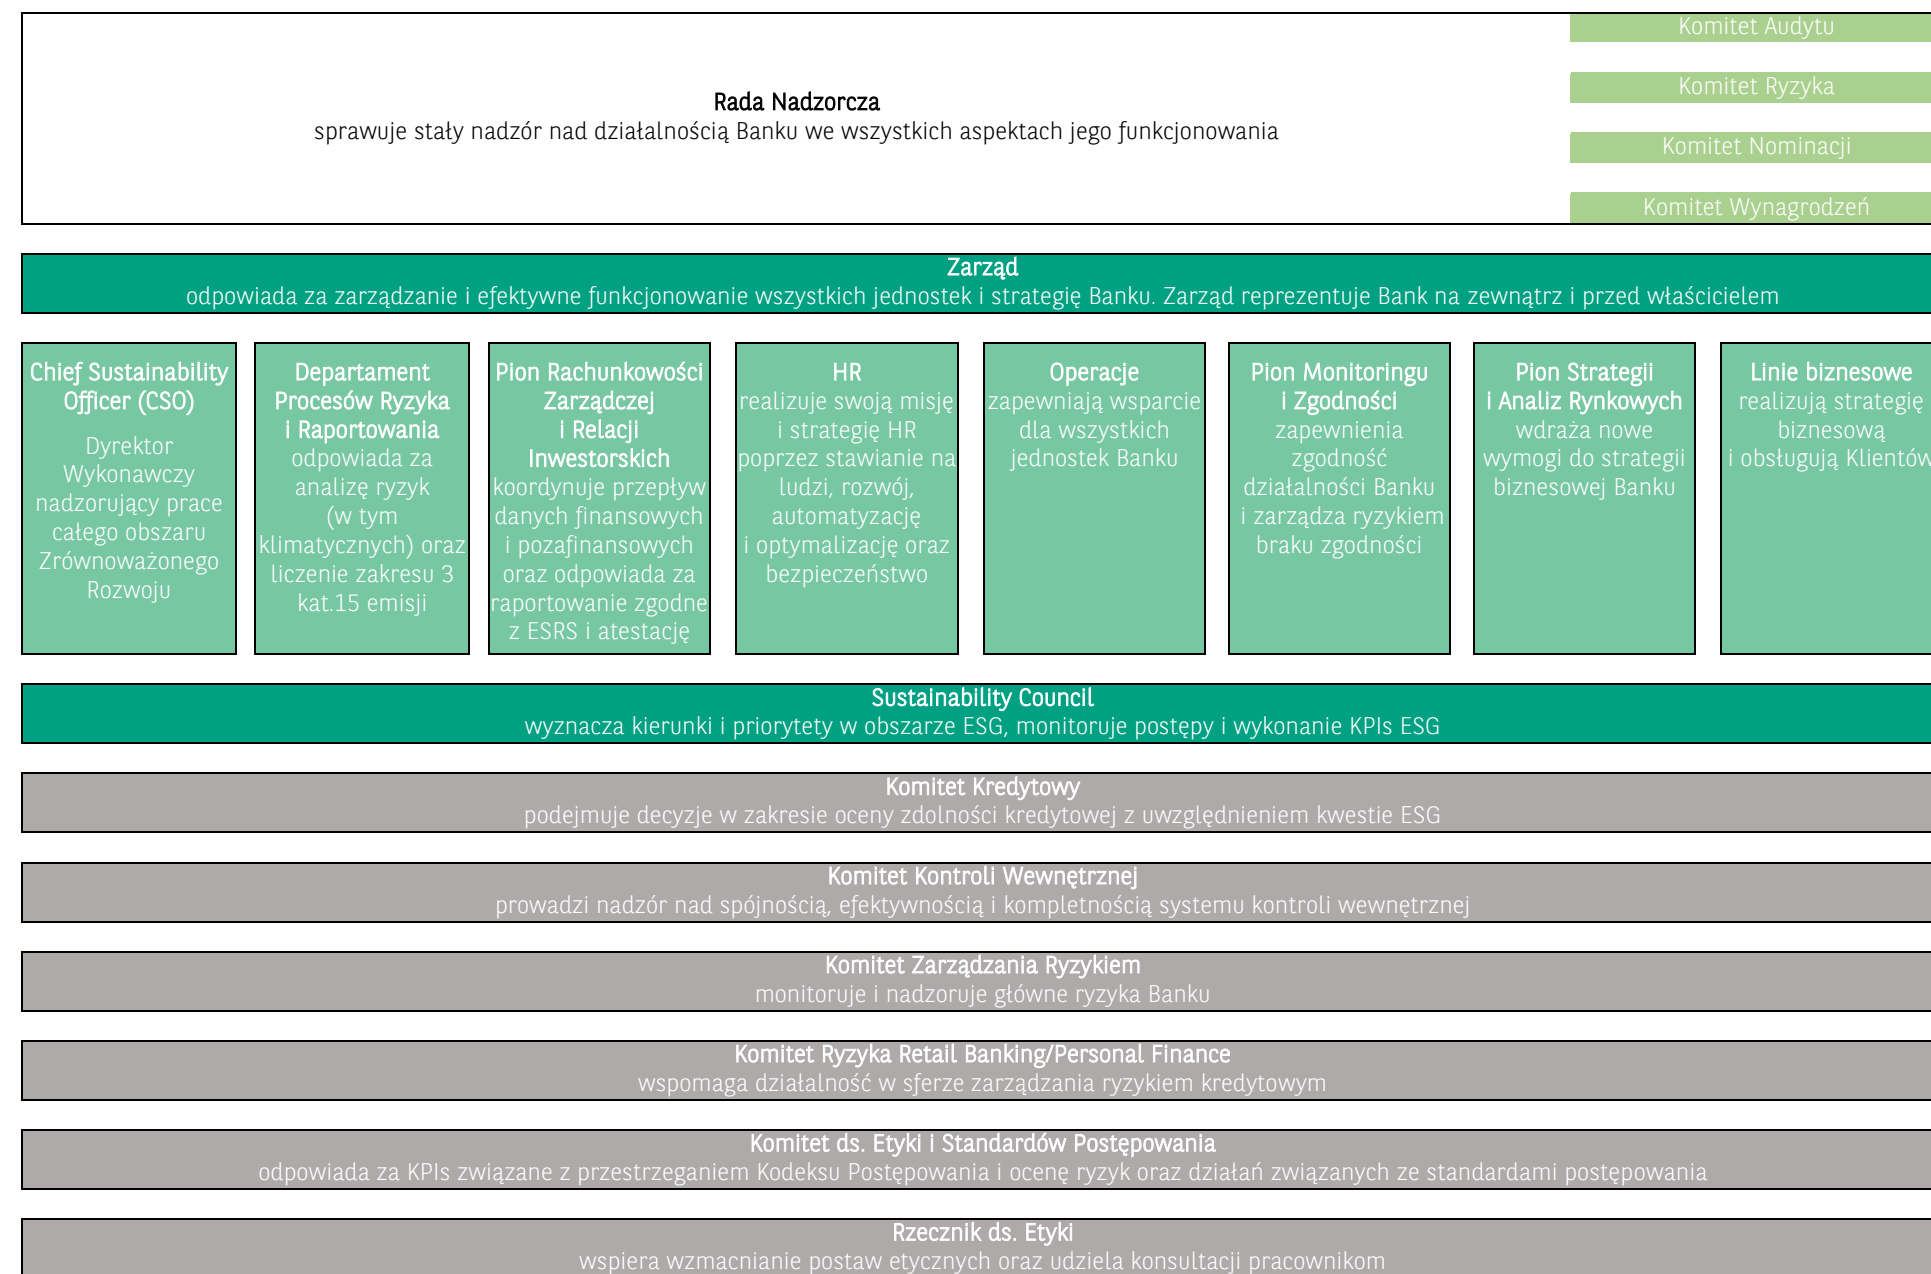 Rada Nadzorcza
sprawuje stały nadzór nad działalnością Banku we wszystkich aspektach jego funkcjonowania
Komitet Audytu
Komitet Ryzyka
Komitet Nominacji
Komitet Wynagrodzeń
Zarząd
odpowiada za zarządzanie i efektywne funkcjonowanie wszystkich jednostek i strategię Banku. Zarząd reprezentuje Bank na zewnątrz i przed właścicielem
Chief Sustainability
Officer (CSO)
Dyrektor
Wykonawczy
nadzorujący prace
całego obszaru
Zrównoważonego
Rozwoju
Departament
Procesów Ryzyka
i Raportowania
odpowiada za
analizę ryzyk
(w tym
klimatycznych) oraz
liczenie zakresu 3
kat.15 emisji
Pion Rachunkowości
Zarządczej
i Relacji
Inwestorskich
koordynuje przepływ
danych finansowych
i pozafinansowych
oraz odpowiada za
raportowanie zgodne
z ESRS i atestację
HR
realizuje swoją misję
i strategię HR
poprzez stawianie na
ludzi, rozwój,
automatyzację
i optymalizację oraz
bezpieczeństwo
Operacje
zapewniają wsparcie
dla wszystkich
jednostek Banku
Pion Monitoringu
i Zgodności
zapewnienia
zgodność
działalności Banku
i zarządza ryzykiem
braku zgodności
Pion Strategii
i Analiz Rynkowych
wdraża nowe
wymogi do strategii
biznesowej Banku
Linie biznesowe
realizują strategię
biznesową
i obsługują Klientów
Sustainability Council
wyznacza kierunki i priorytety w obszarze ESG, monitoruje postępy i wykonanie KPIs ESG
Komitet Kredytowy
podejmuje decyzje w zakresie oceny zdolności kredytowej z uwzględnieniem kwestie ESG
Komitet Kontroli Wewnętrznej
prowadzi nadzór nad spójnością, efektywnością i kompletnością systemu kontroli wewnętrznej
Komitet Zarządzania Ryzykiem
monitoruje i nadzoruje główne ryzyka Banku
Komitet Ryzyka Retail Banking/Personal Finance
wspomaga działalność w sferze zarządzania ryzykiem kredytowym
Komitet ds. Etyki i Standardów Postępowania
odpowiada za KPIs związane z przestrzeganiem Kodeksu Postępowania i ocenę ryzyk oraz działań związanych ze standardami postępowania
Rzecznik ds. Etyki
wspiera wzmacnianie postaw etycznych oraz udziela konsultacji pracownikom